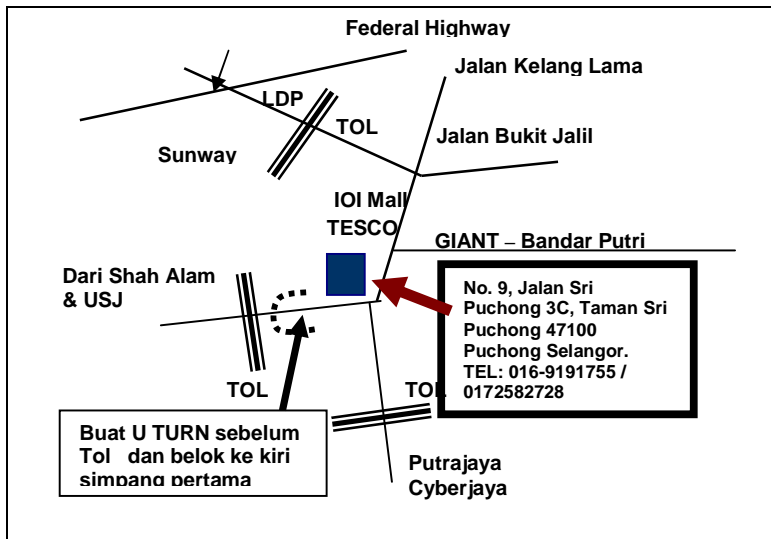 Federal Highway
Jalan Kelang Lama
LDP
TOL
Jalan Bukit Jalil
Sunway
IOI Mall
TESCO
GIANT – Bandar Putri
Dari Shah Alam
& USJ
No. 9, Jalan Sri
Puchong 3C, Taman Sri
Puchong 47100
Puchong Selangor.
TEL: 016-9191755 /
0172582728
TOL
TOL
Buat U TURN sebelum
Tol dan belok ke kiri
simpang pertama
Putrajaya
Cyberjaya